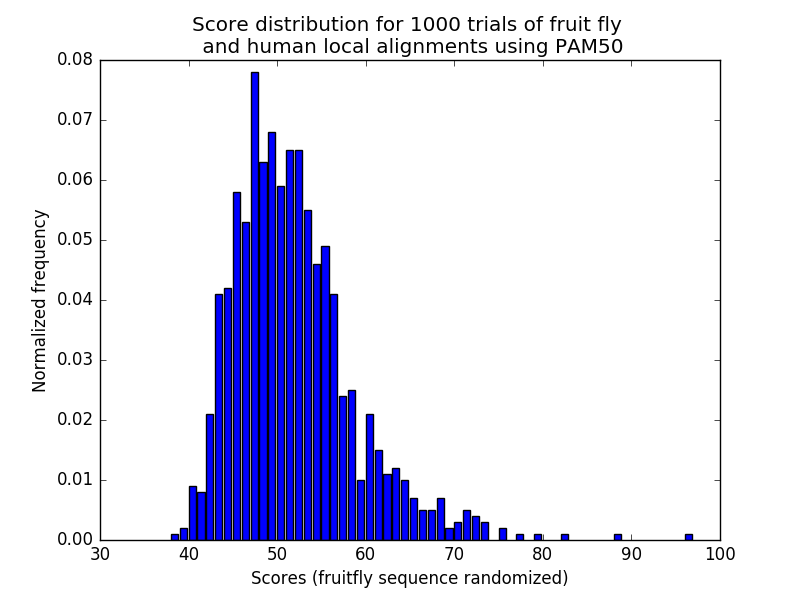 Score distribution for 1000 trials of fruit fly
and human local alignments using PAM50
0.08
0.07
0.06
0.05
0.04
0.03
0.02
0.01
0.00
Normalized frequency
30 40 50 60 70 80 90 100
Scores (fruitfly sequence randomized)